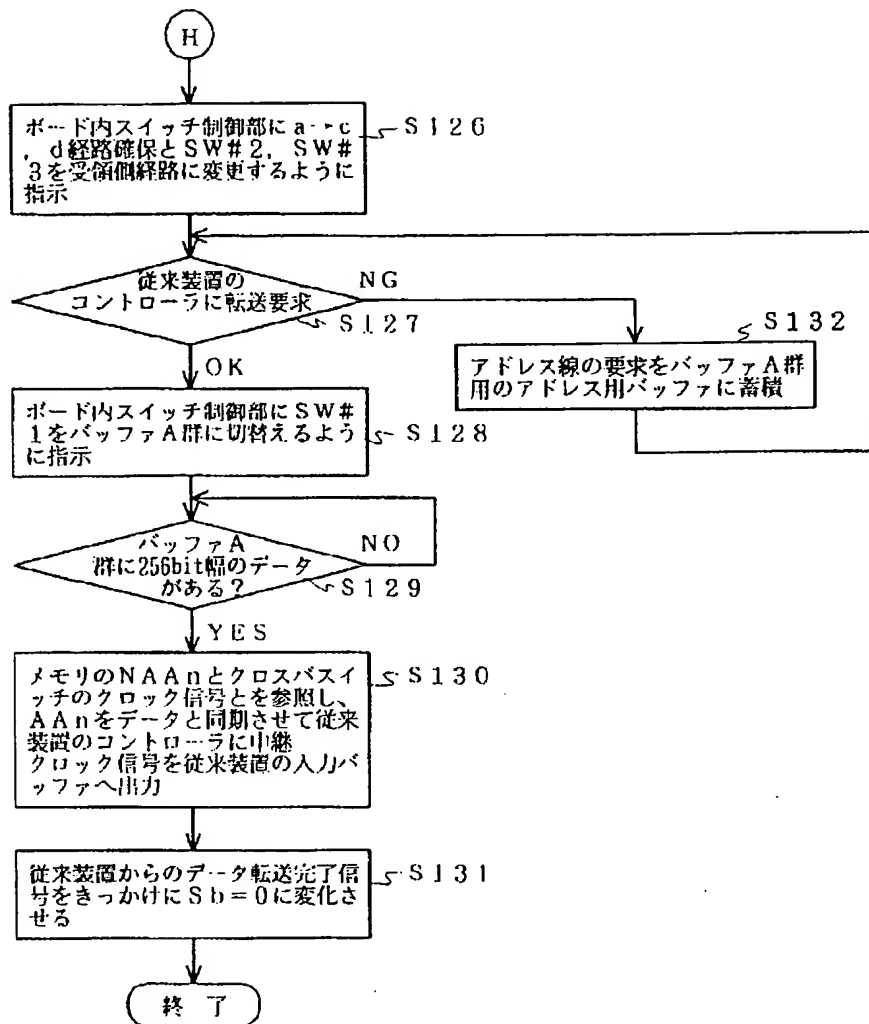 H
ボード内スイッチ制御部にa→c
,d経路確保とSW#2,SW#
3を受領側経路に変更するように
指示
S126
従来装置の
コントローラに転送要求
NG
S127
OK
S132
アドレス線の要求をバッファA群
用のアドレス用バッファに蓄積
ボード内スイッチ制御部にSW#
1をバッファA群に切替えるよう
に指示
S128
バッファA
群に256bit幅のデータ
がある?
NO
S129
YES
メモリのNAAnとクロスバスイ
ッチのクロック信号とを参照し、
AAnをデータと同期させて従来
装置のコントローラに中継
クロック信号を従来装置の入力バ
ッファへ出力
S130
従来装置からのデータ転送完了信
号をきっかけにSb=0に変化さ
せる
S131
終 了